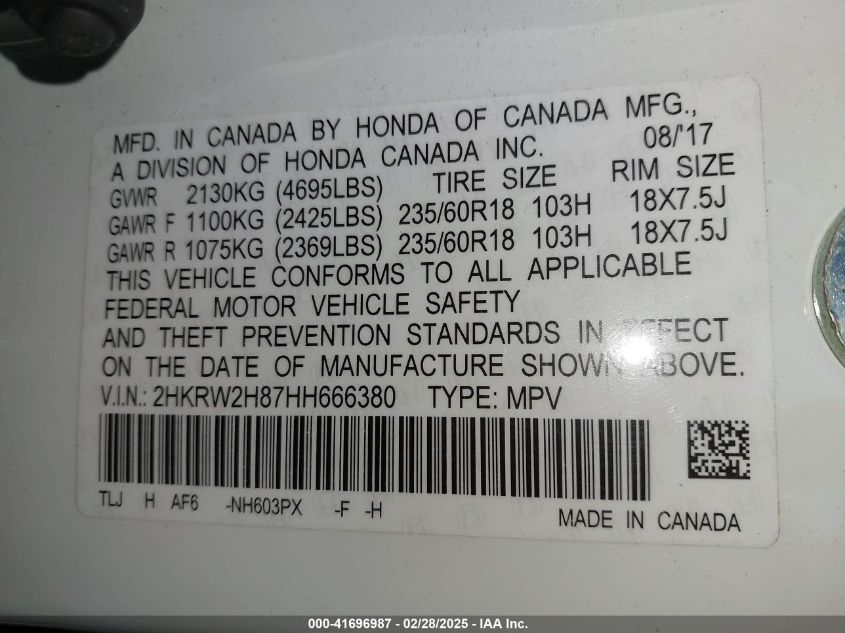 MFD. IN CANADA BY HONDA OF CANADA MFG.,
A DIVISION OF HONDA CANADA INC. 08/'17
GVWR 2130KG (4695LBS) TIRE SIZE RIM SIZE
GAWR F 1100KG (2425LBS) 235/60R18 103H 18X7.5J
GAWR R 1075KG (2369LBS) 235/60R18 103H 18X7.5J
THIS VEHICLE CONFORMS TO ALL APPLICABLE
FEDERAL MOTOR VEHICLE SAFETY
AND THEFT PREVENTION STANDARDS IN EFFECT
ON THE DATE OF MANUFACTURE SHOWN ABOVE.
V.I.N.: 2HKRW2H87HH666380 TYPE: MPV
TLJ H AF6 -NH603PX -F -H
MADE IN CANADA
000-41696987 - 02/28/2025 - IAA Inc.